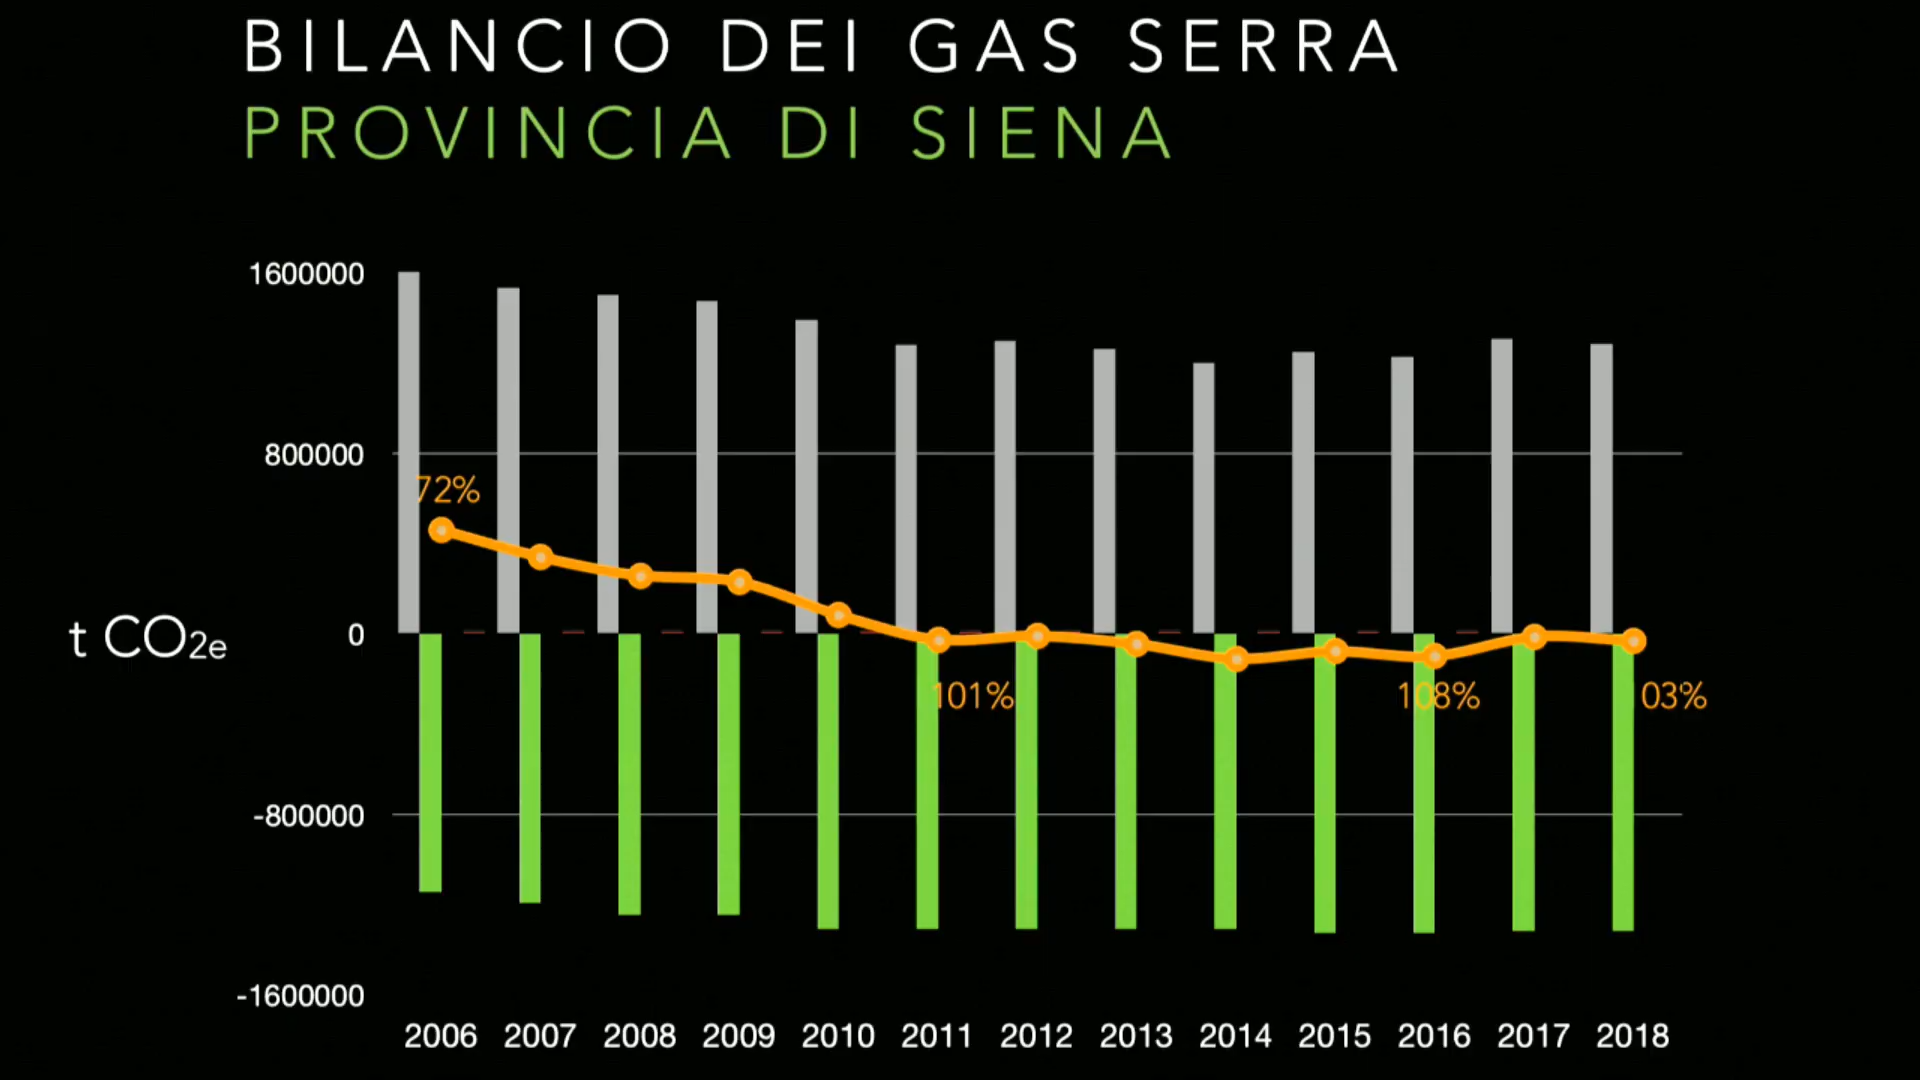 BILANCIO DEI GAS SERRA
PROVINCIA DI SIENA
1600000
800000
72%
t CO2e
0
101%
108%
03%
-800000
-1600000
2006 2007 2008 2009 2010 2011 2012 2013 2014 2015 2016 2017 2018